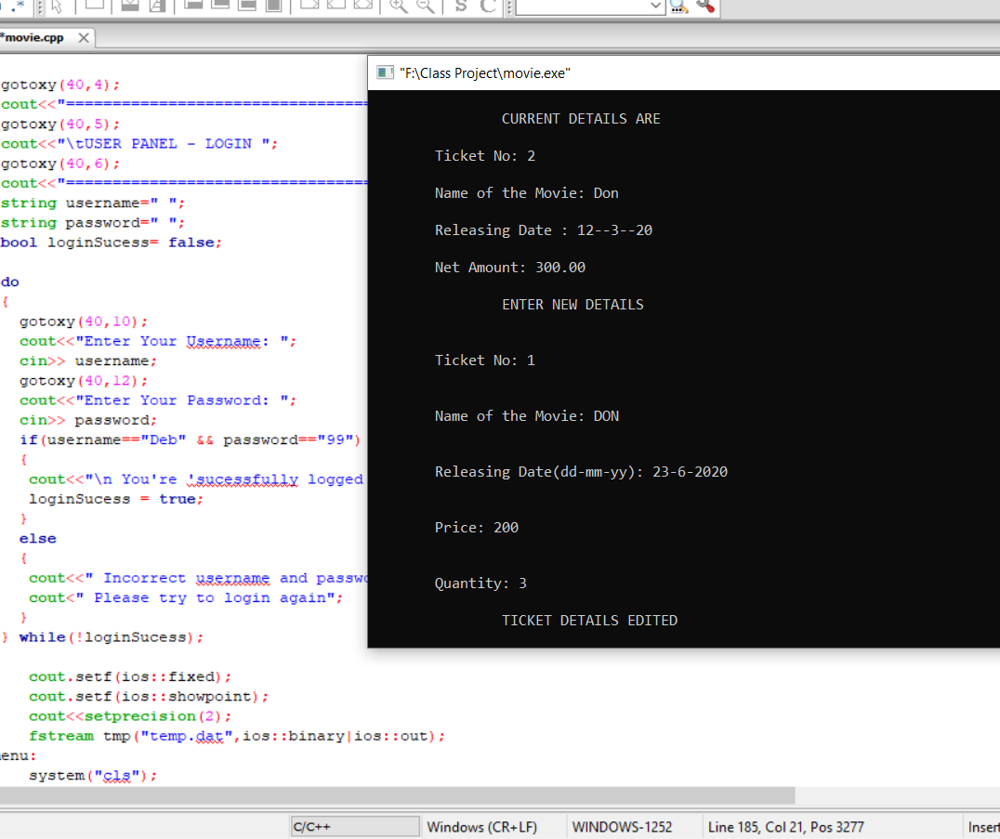 *movie.cpp
gotoxy(40,4);
cout<<"=================================
gotoxy(40,5);
cout<<"\tUSER PANEL - LOGIN ";
gotoxy(40,6);
cout<<"=================================
string username=" ";
string password=" ";
bool loginSucess= false;
do
{
gotoxy(40,10);
cout<<"Enter Your Username: ";
cin>> username;
gotoxy(40,12);
cout<<"Enter Your Password: ";
cin>> password;
if(username=="Deb" && password=="99")
{
cout<<"\n You're 'sucessfully logged
loginSucess = true;
}
else
{
cout<<" Incorrect username and passwo
cout<" Please try to login again";
}
} while(!loginSucess);
cout.setf(ios::fixed);
cout.setf(ios::showpoint);
cout<<setprecision(2);
fstream tmp("temp.dat",ios::binary|ios::out);
enu:
system("cls");
"F:\Class Project\movie.exe"
CURRENT DETAILS ARE
Ticket No: 2
Name of the Movie: Don
Releasing Date : 12--3--20
Net Amount: 300.00
ENTER NEW DETAILS
Ticket No: 1
Name of the Movie: DON
Releasing Date(dd-mm-yy): 23-6-2020
Price: 200
Quantity: 3
TICKET DETAILS EDITED
C/C++ Windows (CR+LF) WINDOWS-1252 Line 185, Col 21, Pos 3277 Insert